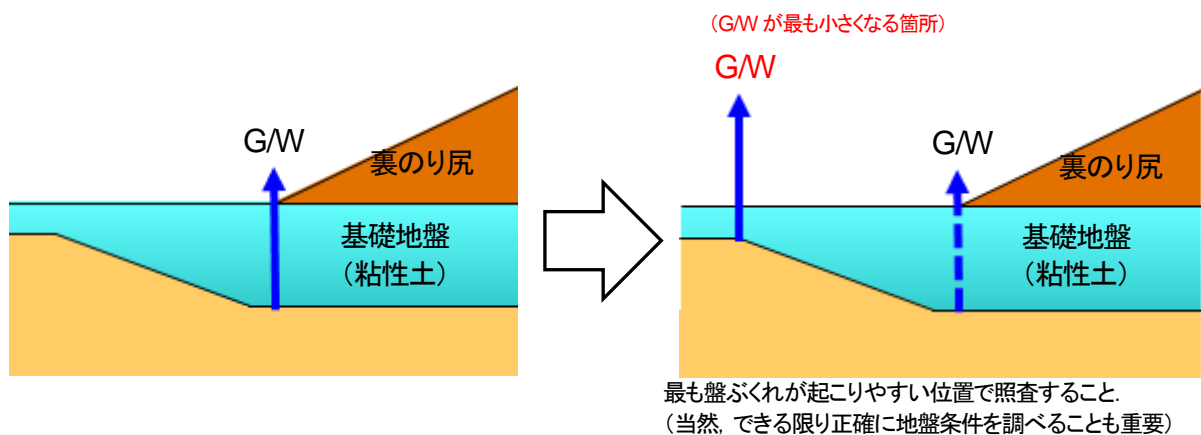 G/W
裏のり尻
基礎地盤
(粘性土)
(G/W が最も小さくなる箇所)
G/W
G/W
裏のり尻
基礎地盤
(粘性土)
最も盤ぶくれが起こりやすい位置で照査すること.
(当然, できる限り正確に地盤条件を調べることも重要)